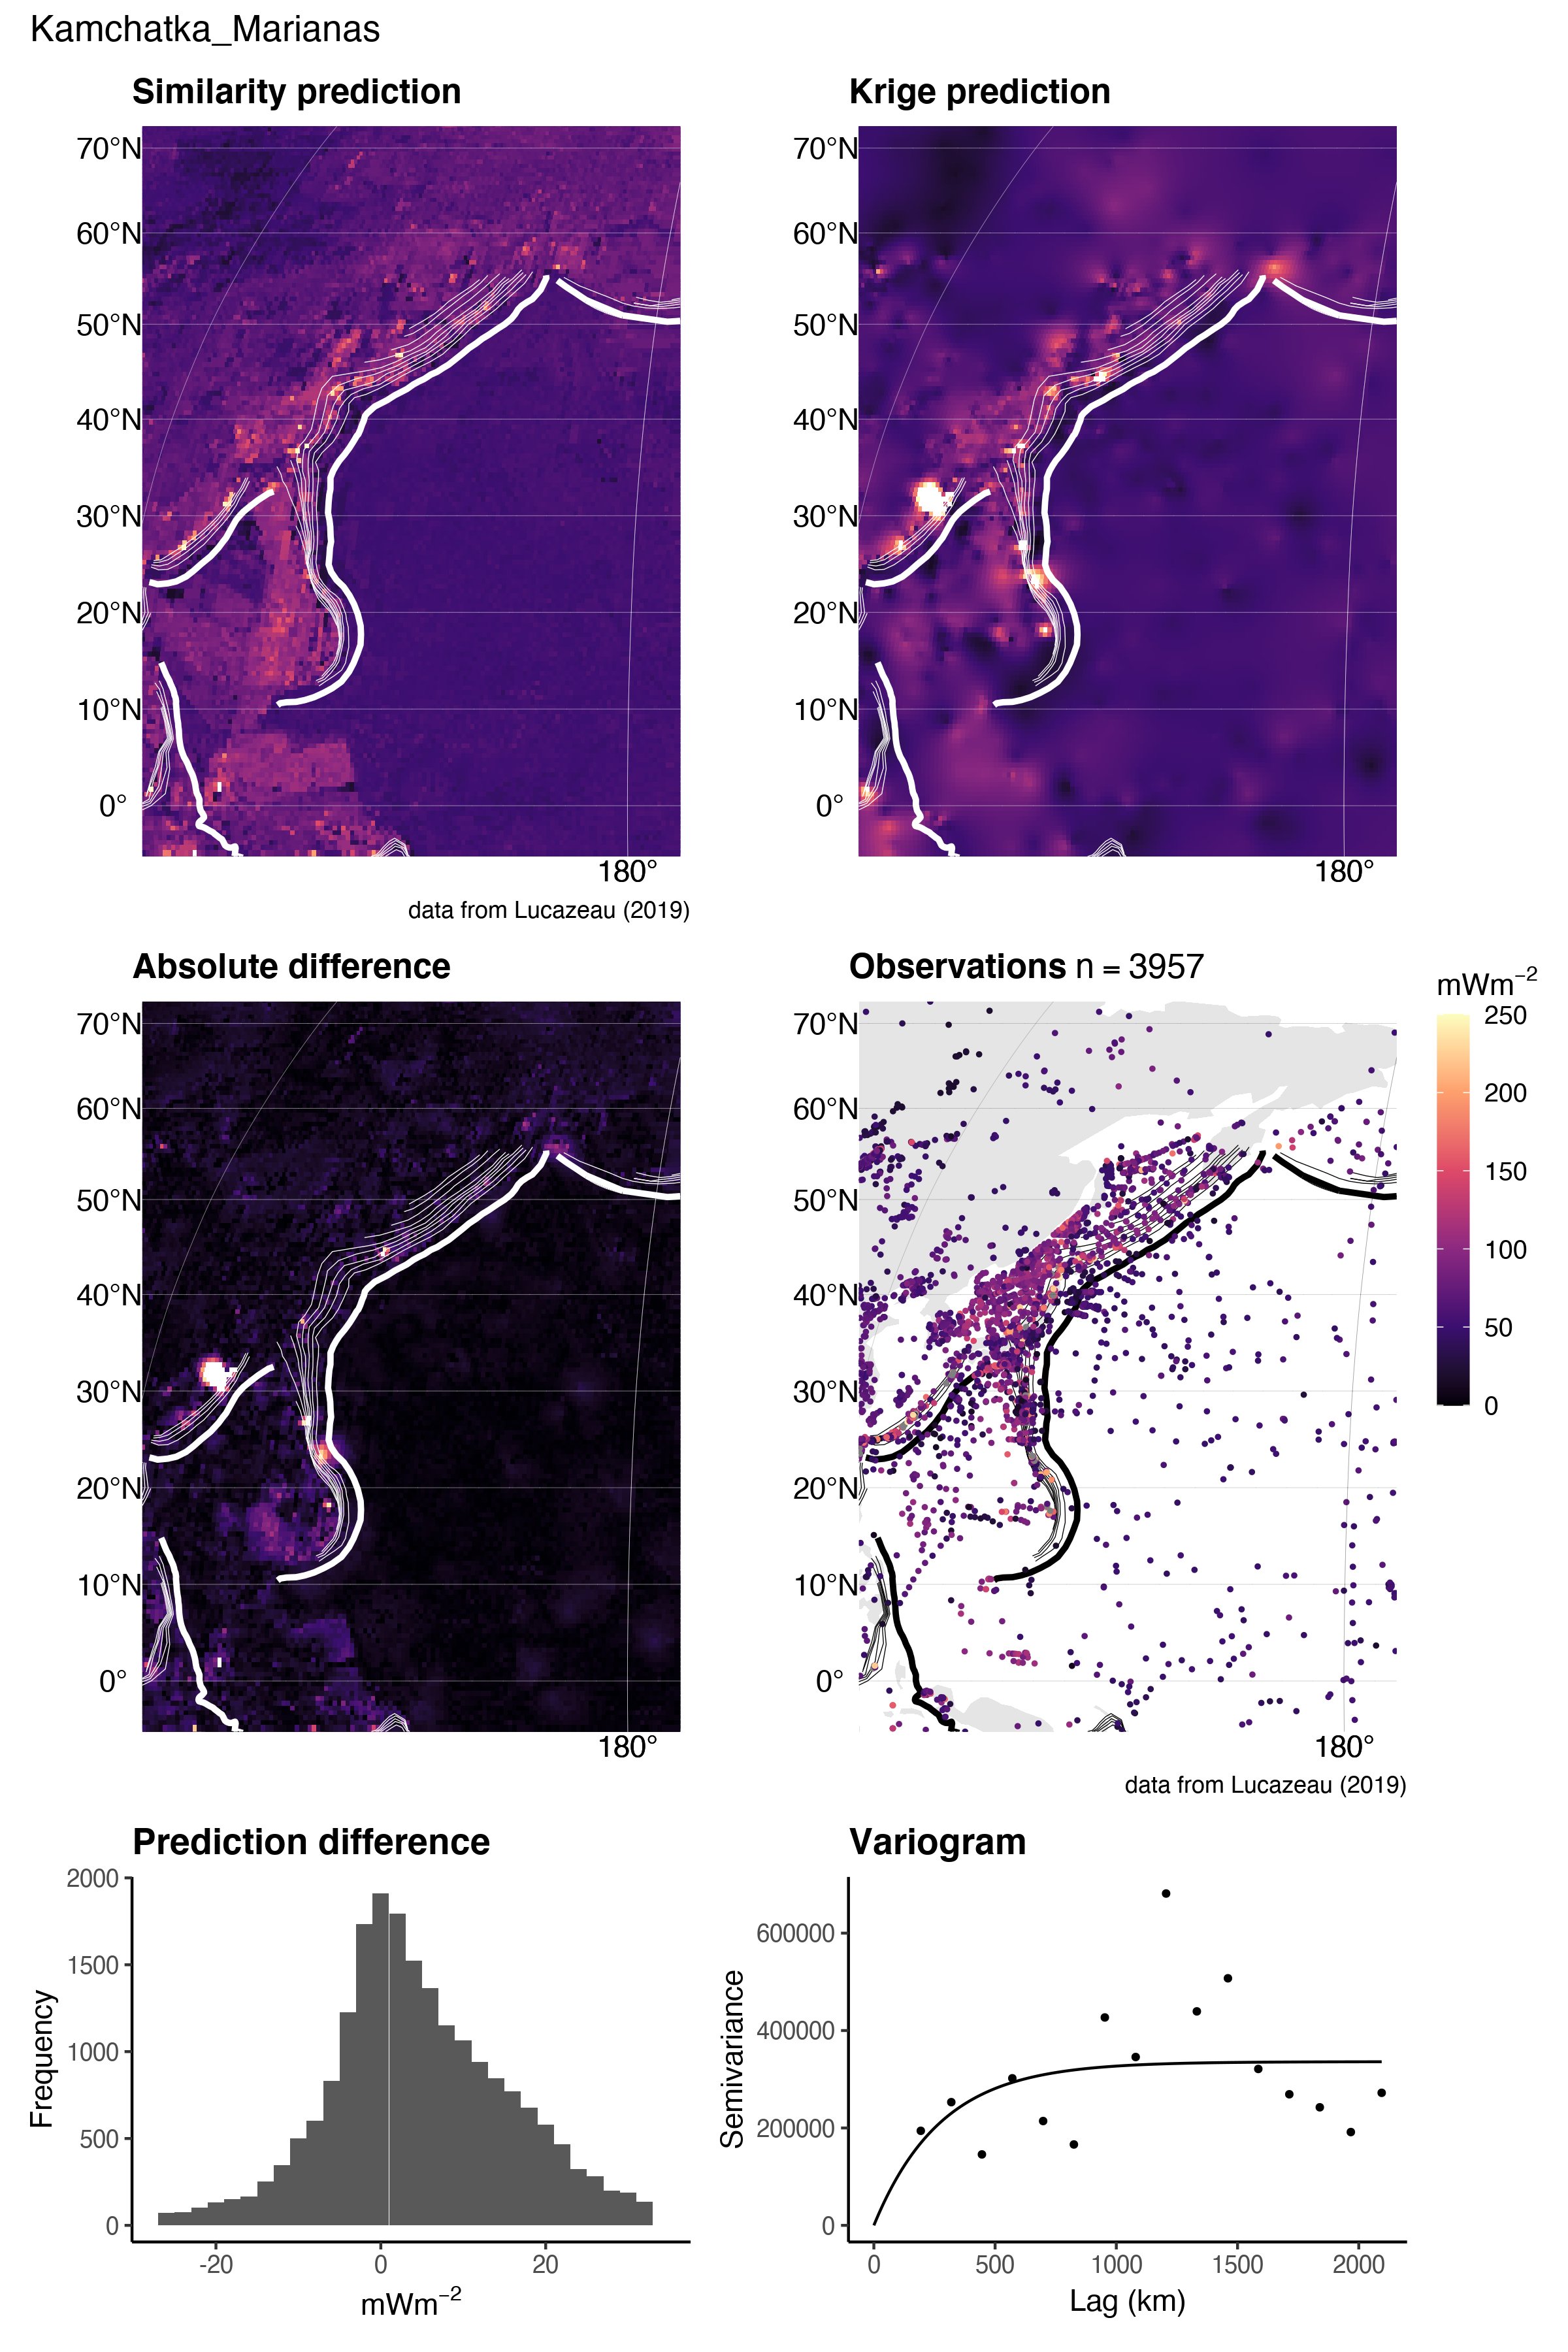 Kamchatka_Marianas
Similarity prediction
70°N
60°N
50°N
40°N
30°N
20°N
10°N
0°
180°
data from Lucazeau (2019)
Krige prediction
70°N
60°N
50°N
40°N
30°N
20°N
10°N
0°
180°
Absolute difference
70°N
60°N
50°N
40°N
30°N
20°N
10°N
0°
180°
Observations n = 3957
70°N
60°N
50°N
40°N
30°N
20°N
10°N
0°
180°
data from Lucazeau (2019)
mWm⁻²
250
200
150
100
50
0
Prediction difference
Frequency
2000
1500
1000
500
0
-20 0 20
mWm⁻²
Variogram
Semivariance
600000
400000
200000
0
0 500 1000 1500 2000
Lag (km)